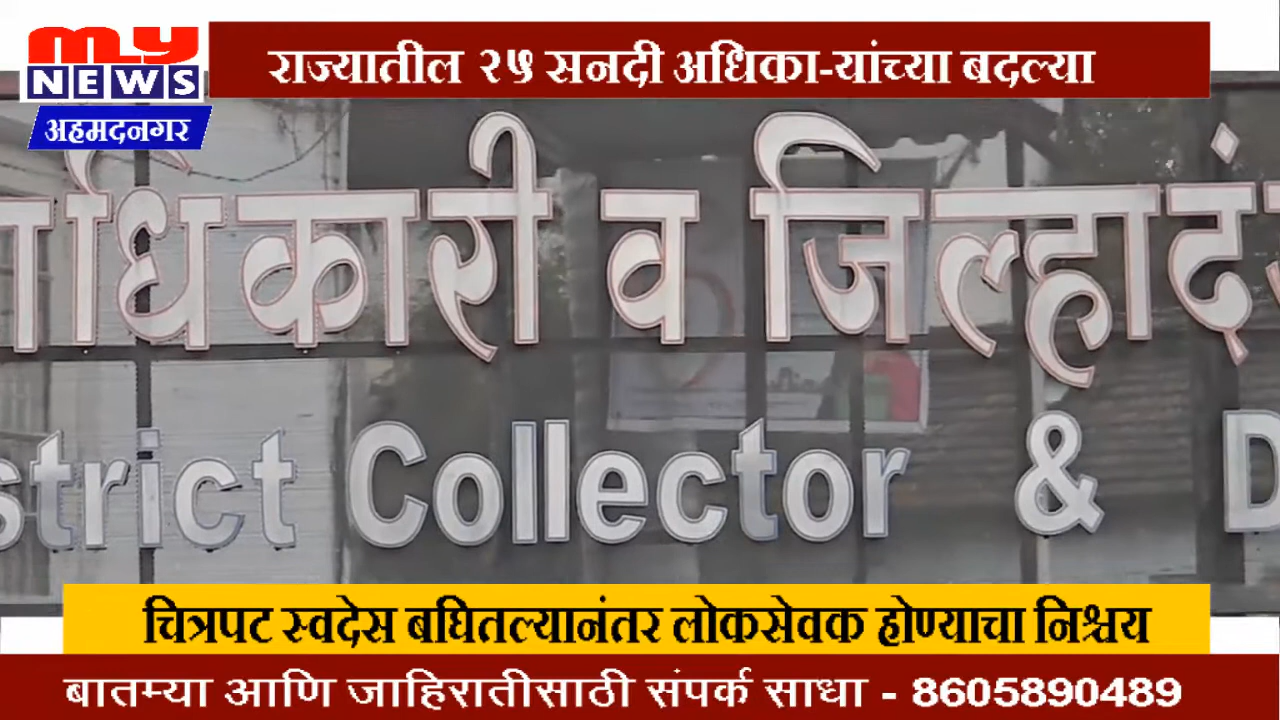 my
NEWS
अहमदनगर
राज्यातील २५ सनदी अधिका-यांच्या बदल्या
ाधिकारी व जिल्हादं
strict Collector & D
चित्रपट स्वदेस बघितल्यानंतर लोकसेवक होण्याचा निश्चय
बातम्या आणि जाहिरातीसाठी संपर्क साधा - 8605890489